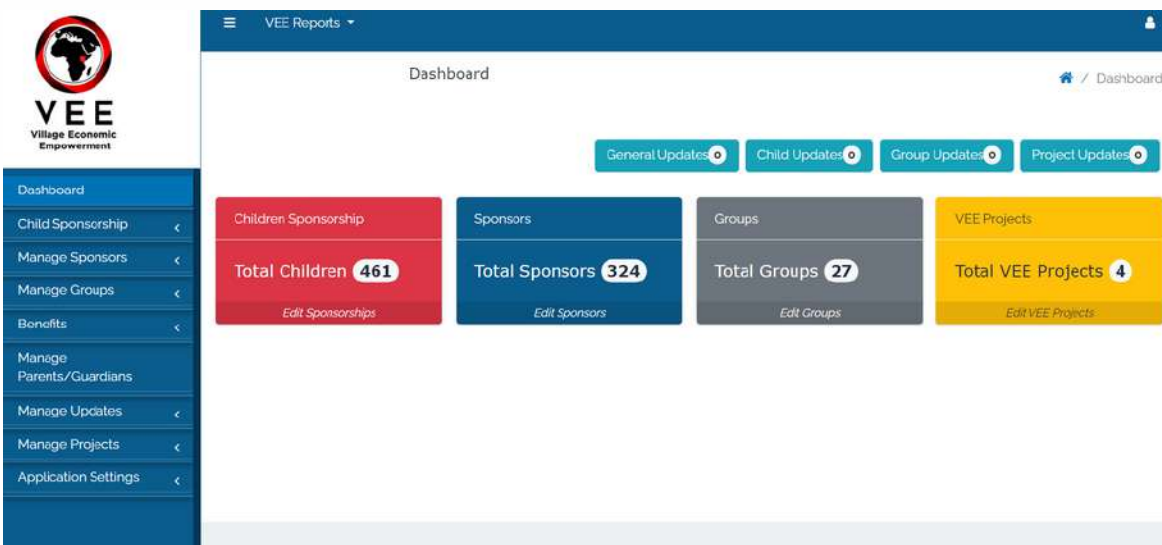 VEE
Village Economic
Empowerment
VEE Reports
Dashboard
/ Dashboard
General Updates 0
Child Updates 0
Group Updates 0
Project Updates 0
Dashboard
Child Sponsorship
Manage Sponsors
Manage Groups
Benefits
Manage
Parents/Guardians
Manage Updates
Manage Projects
Application Settings
Children Sponsorship
Total Children 461
Edit Sponsorships
Sponsors
Total Sponsors 324
Edit Sponsors
Groups
Total Groups 27
Edit Groups
VEE Projects
Total VEE Projects 4
Edit VEE Projects